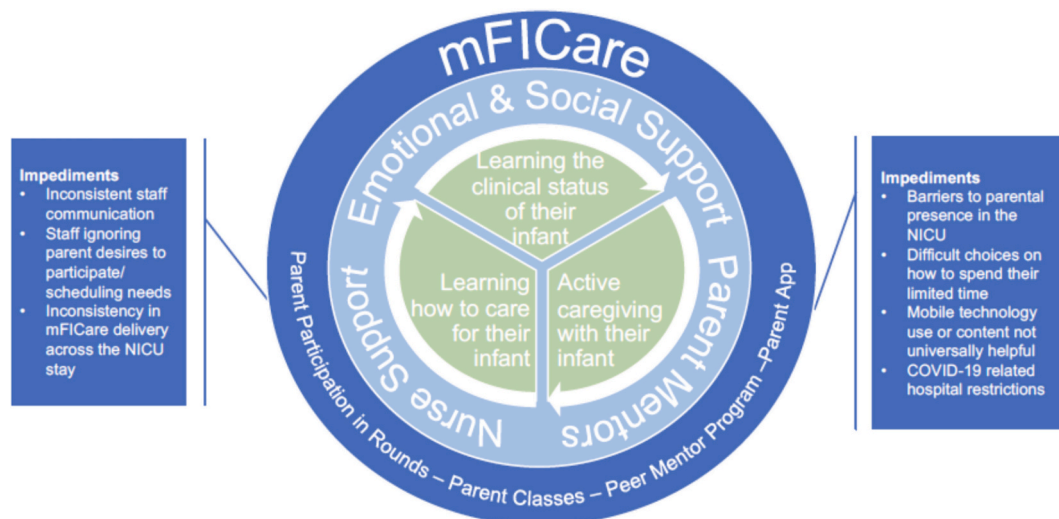 mFICare
Emotional & Social Support
Nurse Support
Parent Mentors
Learning the
clinical status
of their
infant
Learning
how to care
for their
infant
Active
caregiving
with their
infant
Parent Participation in Rounds – Parent Classes – Peer Mentor Program –Parent App
Impediments
• Inconsistent staff
communication
• Staff ignoring
parent desires to
participate/
scheduling needs
• Inconsistency in
mFICare delivery
across the NICU
stay
Impediments
• Barriers to parental
presence in the
NICU
• Difficult choices on
how to spend their
limited time
• Mobile technology
use or content not
universally helpful
• COVID-19 related
hospital restrictions